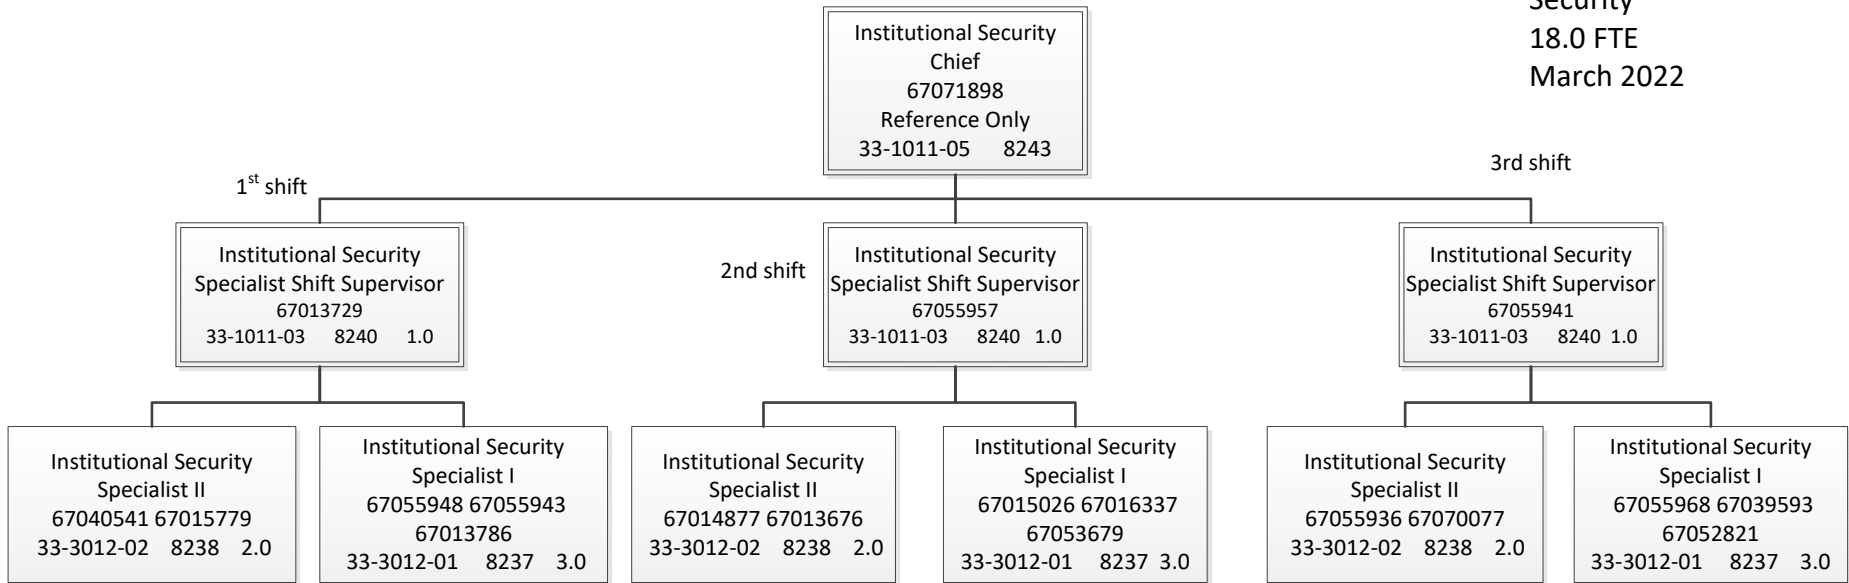 Security
18.0 FTE
March 2022
Institutional Security
Chief
67071898
Reference Only
33-1011-05 8243
1st shift
3rd shift
Institutional Security
Specialist Shift Supervisor
67013729
33-1011-03 8240 1.0
2nd shift
Institutional Security
Specialist Shift Supervisor
67055957
33-1011-03 8240 1.0
Institutional Security
Specialist Shift Supervisor
67055941
33-1011-03 8240 1.0
Institutional Security
Specialist II
67040541 67015779
33-3012-02 8238 2.0
Institutional Security
Specialist I
67055948 67055943
67013786
33-3012-01 8237 3.0
Institutional Security
Specialist II
67014877 67013676
33-3012-02 8238 2.0
Institutional Security
Specialist I
67015026 67016337
67053679
33-3012-01 8237 3.0
Institutional Security
Specialist II
67055936 67070077
33-3012-02 8238 2.0
Institutional Security
Specialist I
67055968 67039593
67052821
33-3012-01 8237 3.0